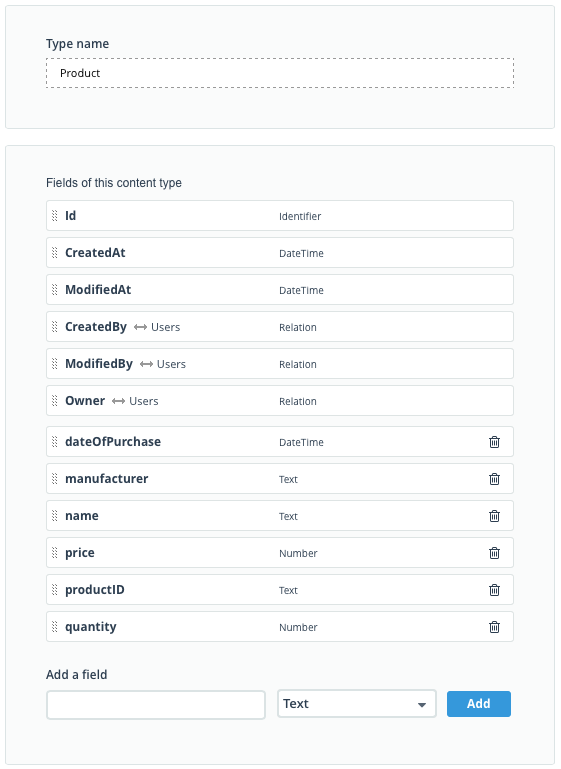 Type name
Product
Fields of this content type
Id Identifier
CreatedAt DateTime
ModifiedAt DateTime
CreatedBy Users Relation
ModifiedBy Users Relation
Owner Users Relation
dateOfPurchase DateTime
manufacturer Text
name Text
price Number
productID Text
quantity Number
Add a field
Text Add